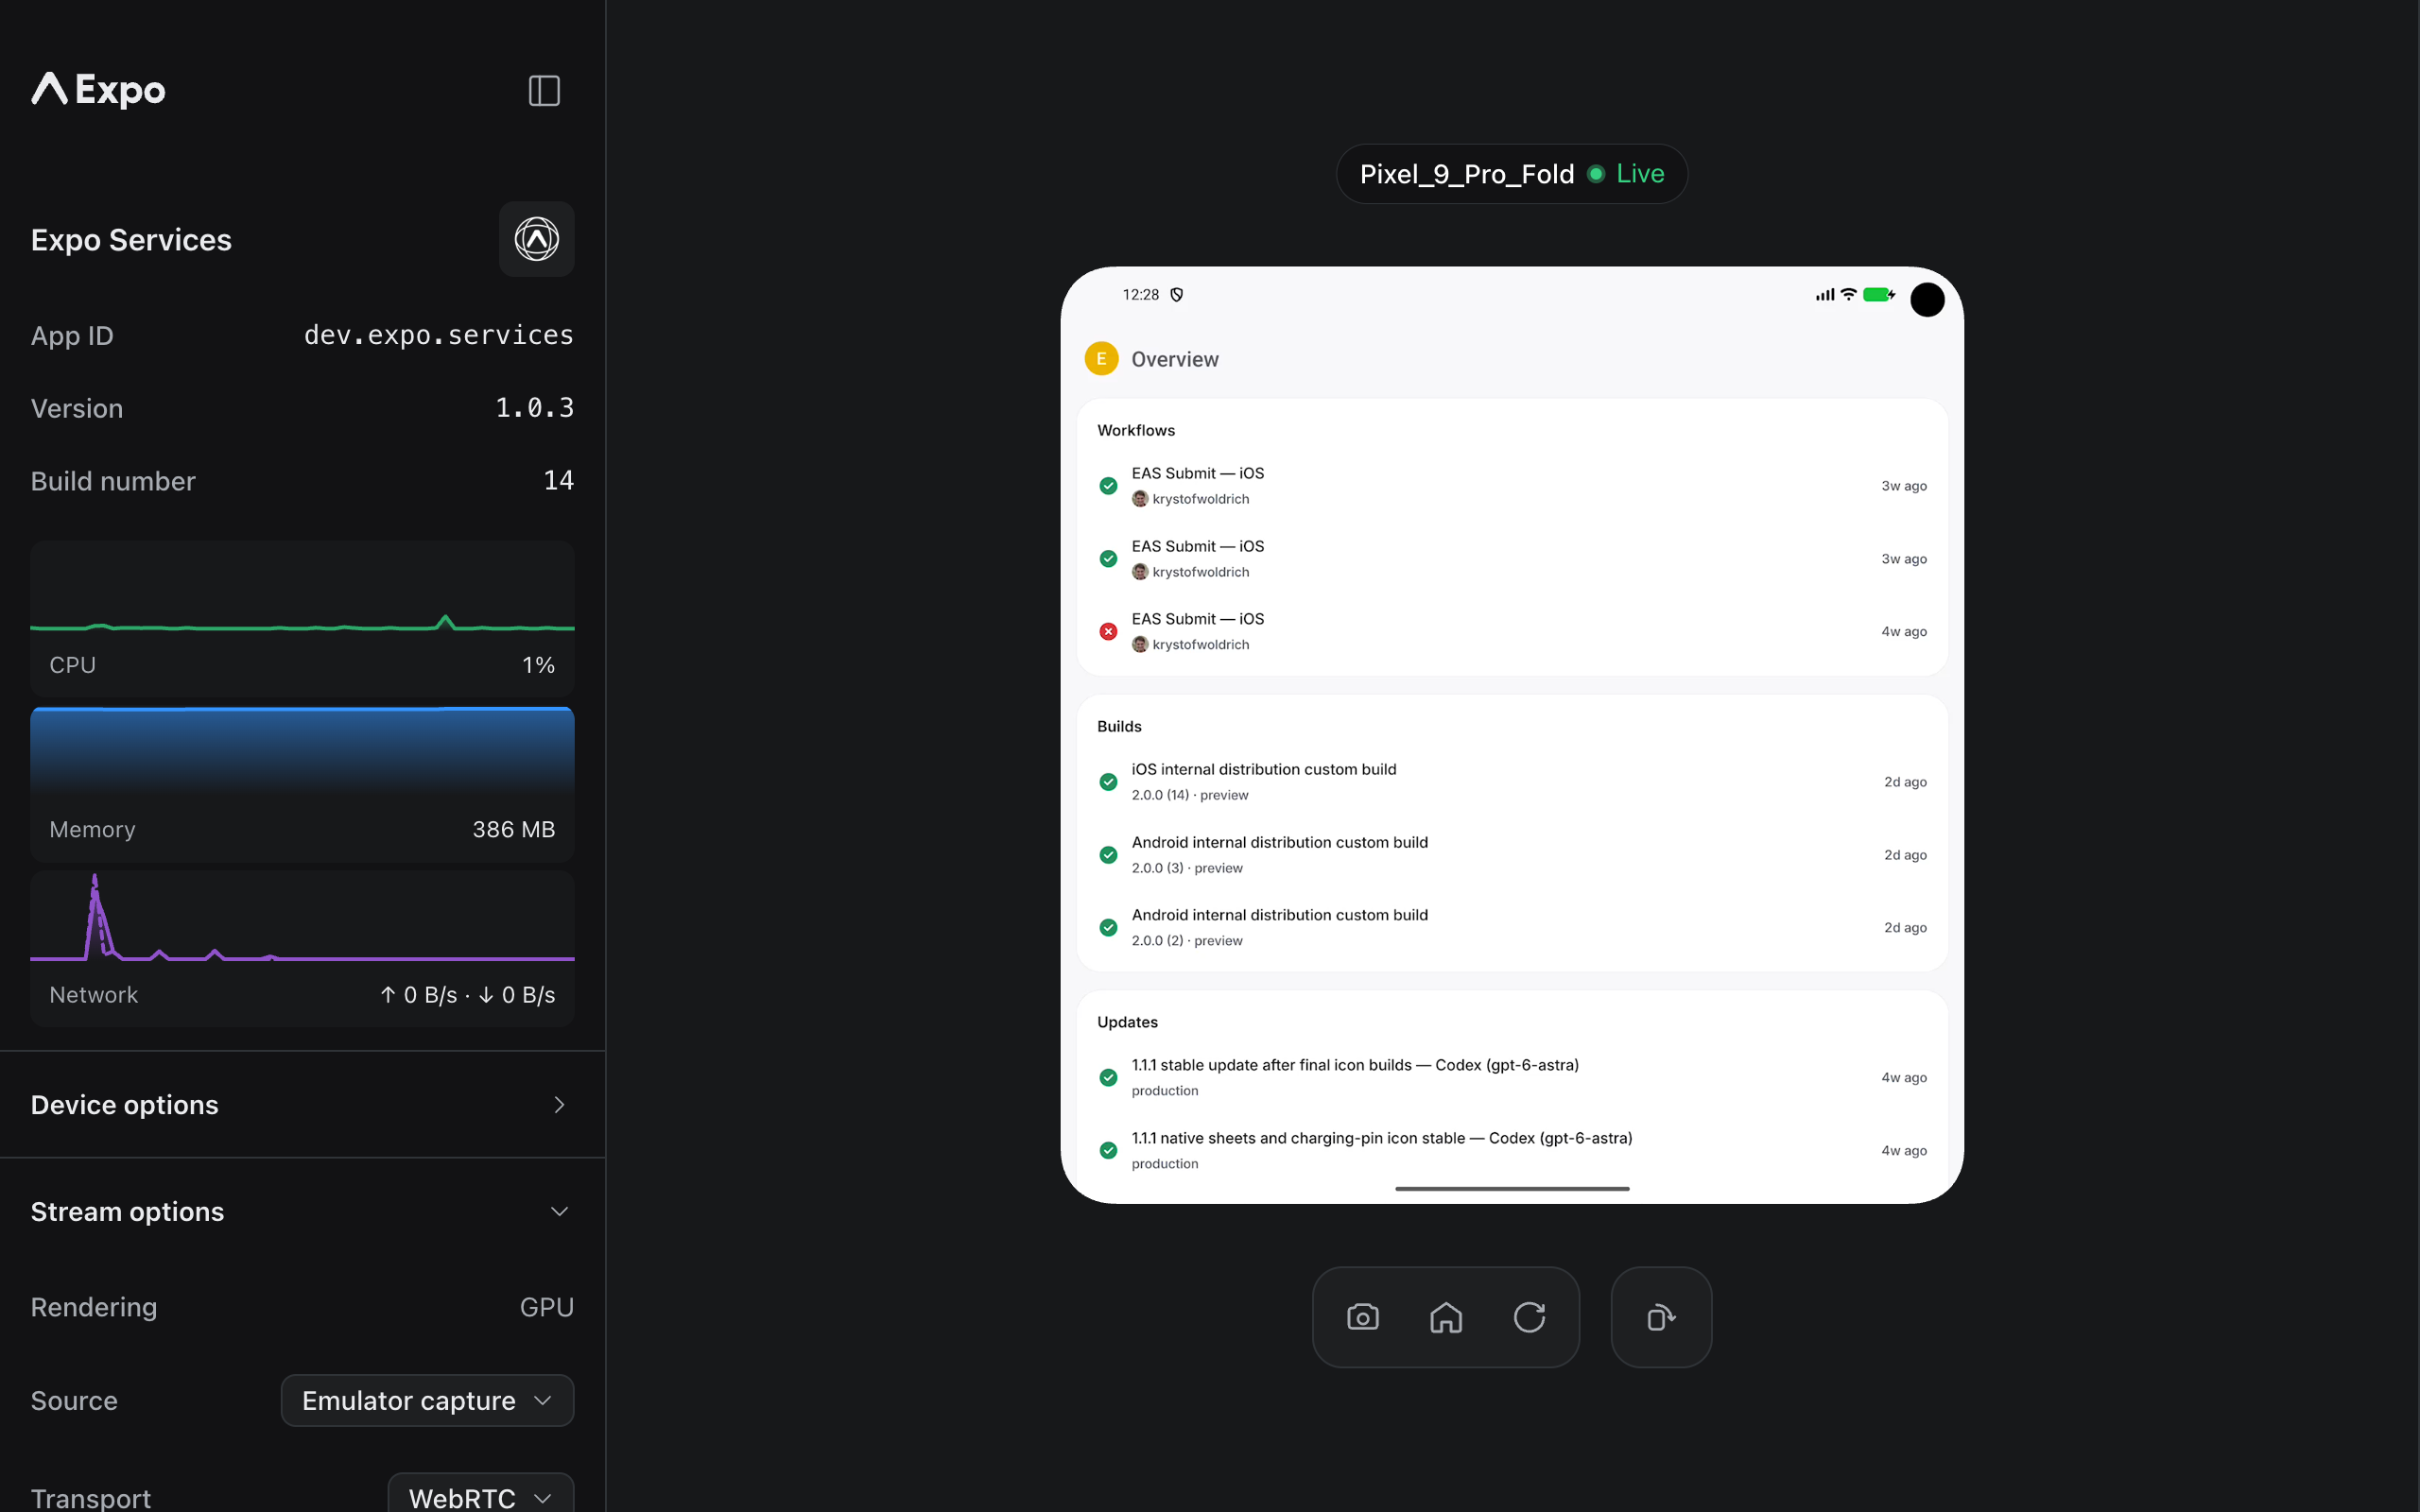 Expo
Expo Services
App ID dev.expo.services
Version 1.0.3
Build number 14
CPU 1%
Memory 386 MB
Network ↑ 0 B/s · ↓ 0 B/s
Device options
Stream options
Rendering GPU
Source Emulator capture
Transport WebRTC
Pixel_9_Pro_Fold Live
12:28
E Overview
Workflows
EAS Submit — iOS
krystofwoldrich
3w ago
EAS Submit — iOS
krystofwoldrich
3w ago
EAS Submit — iOS
krystofwoldrich
4w ago
Builds
iOS internal distribution custom build
2.0.0 (14) · preview
2d ago
Android internal distribution custom build
2.0.0 (3) · preview
2d ago
Android internal distribution custom build
2.0.0 (2) · preview
2d ago
Updates
1.1.1 stable update after final icon builds — Codex (gpt-6-astra)
production
4w ago
1.1.1 native sheets and charging-pin icon stable — Codex (gpt-6-astra)
production
4w ago